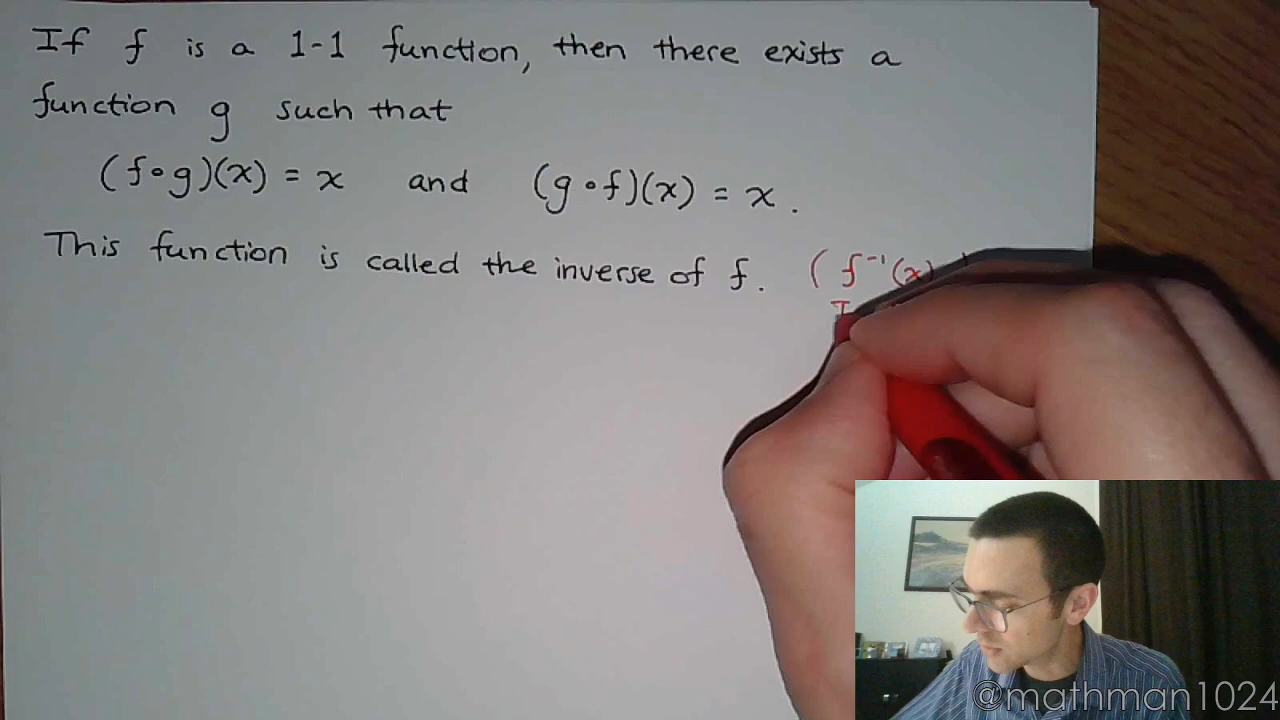 If f is a 1-1 function, then there exists a
function g such that
(f∘g)(x) = x and (g∘f)(x) = x.
This function is called the inverse of f. (f⁻¹(x)
@mathman1024